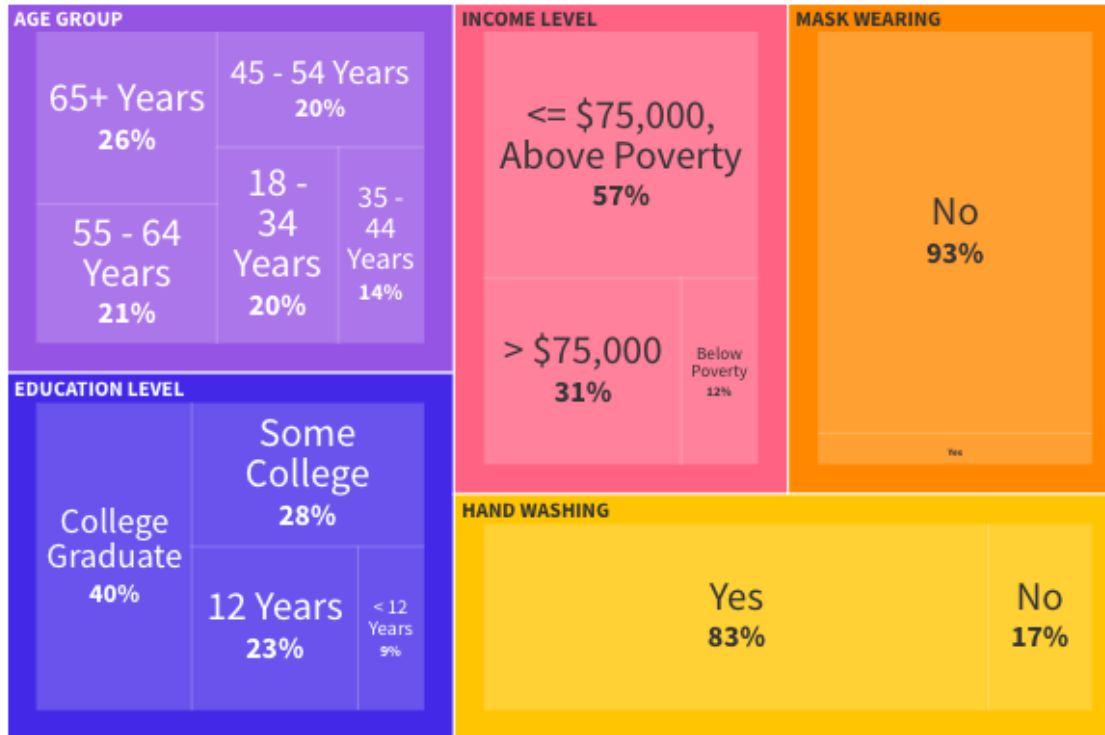 AGE GROUP
65+ Years
26%
45 - 54 Years
20%
55 - 64
Years
21%
18 -
34
Years
20%
35 -
44
Years
14%
EDUCATION LEVEL
College
Graduate
40%
Some
College
28%
12 Years
23%
< 12
Years
9%
INCOME LEVEL
<= $75,000,
Above Poverty
57%
> $75,000
31%
Below
Poverty
12%
MASK WEARING
No
93%
Yes
HAND WASHING
Yes
83%
No
17%